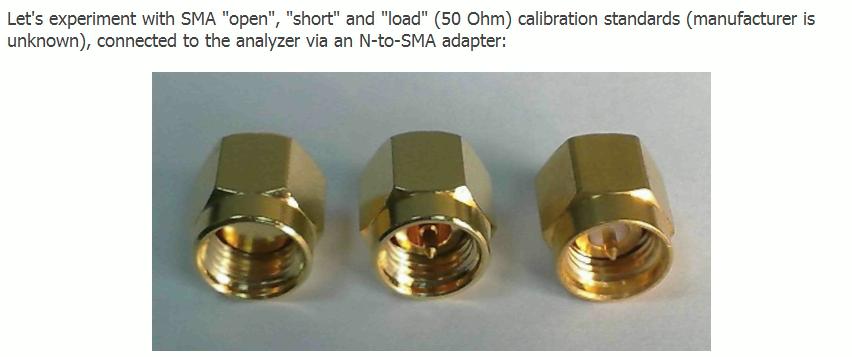 Let's experiment with SMA "open", "short" and "load" (50 Ohm) calibration standards (manufacturer is
unknown), connected to the analyzer via an N-to-SMA adapter: